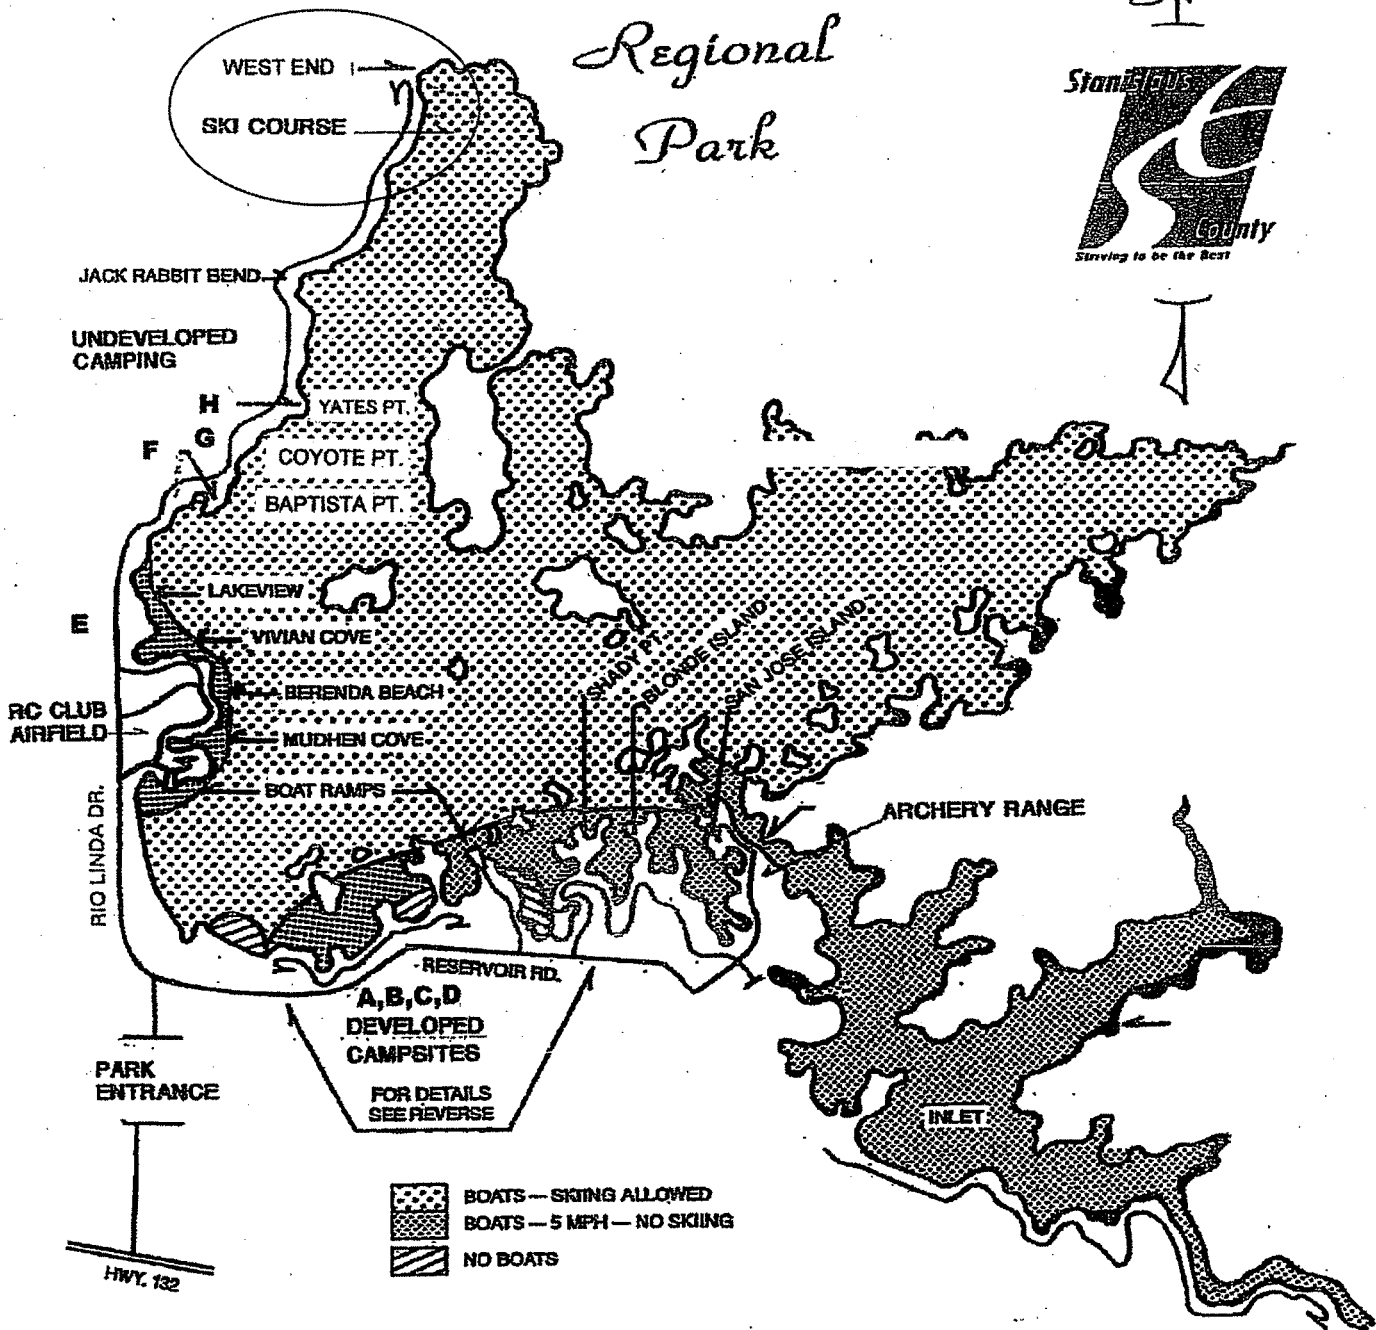 Regional
Park
Stanislaus
County
Striving to be the Best
WEST END
SKI COURSE
JACK RABBIT BEND
UNDEVELOPED
CAMPING
H
YATES PT.
G
F
COYOTE PT.
BAPTISTA PT.
LAKEVIEW
E
VIVIAN COVE
SHADY PT.
BLONDE ISLAND
SAN JOSE ISLAND
BERENDA BEACH
RC CLUB
AIRFIELD
MUDHEN COVE
BOAT RAMPS
RIO LINDA DR.
ARCHERY RANGE
RESERVOIR RD.
A,B,C,D
DEVELOPED
CAMPSITES
FOR DETAILS
SEE REVERSE
PARK
ENTRANCE
INLET
BOATS — SKIING ALLOWED
BOATS — 5 MPH — NO SKIING
NO BOATS
HWY. 132